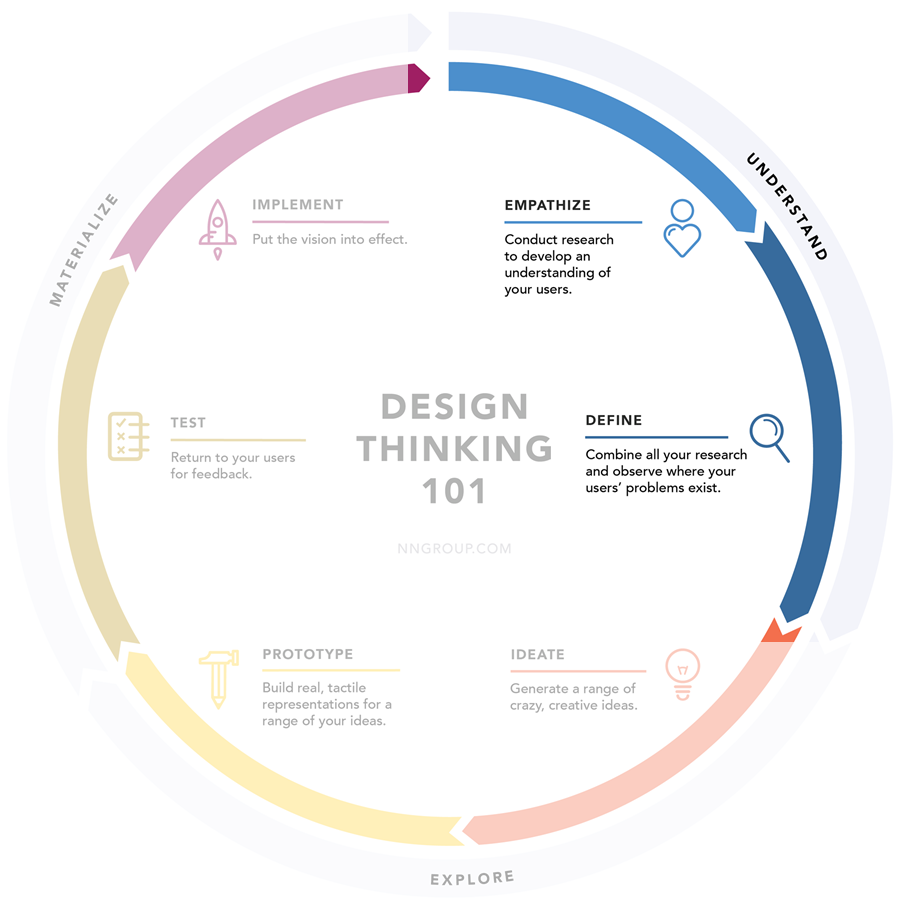 UNDERSTAND
EMPATHIZE
Conduct research
to develop an
understanding of
your users.
DEFINE
Combine all your research
and observe where your
users’ problems exist.
IDEATE
Generate a range of
crazy, creative ideas.
EXPLORE
PROTOTYPE
Build real, tactile
representations for a
range of your ideas.
TEST
Return to your users
for feedback.
MATERIALIZE
IMPLEMENT
Put the vision into effect.
DESIGN
THINKING
101
NNGROUP.COM